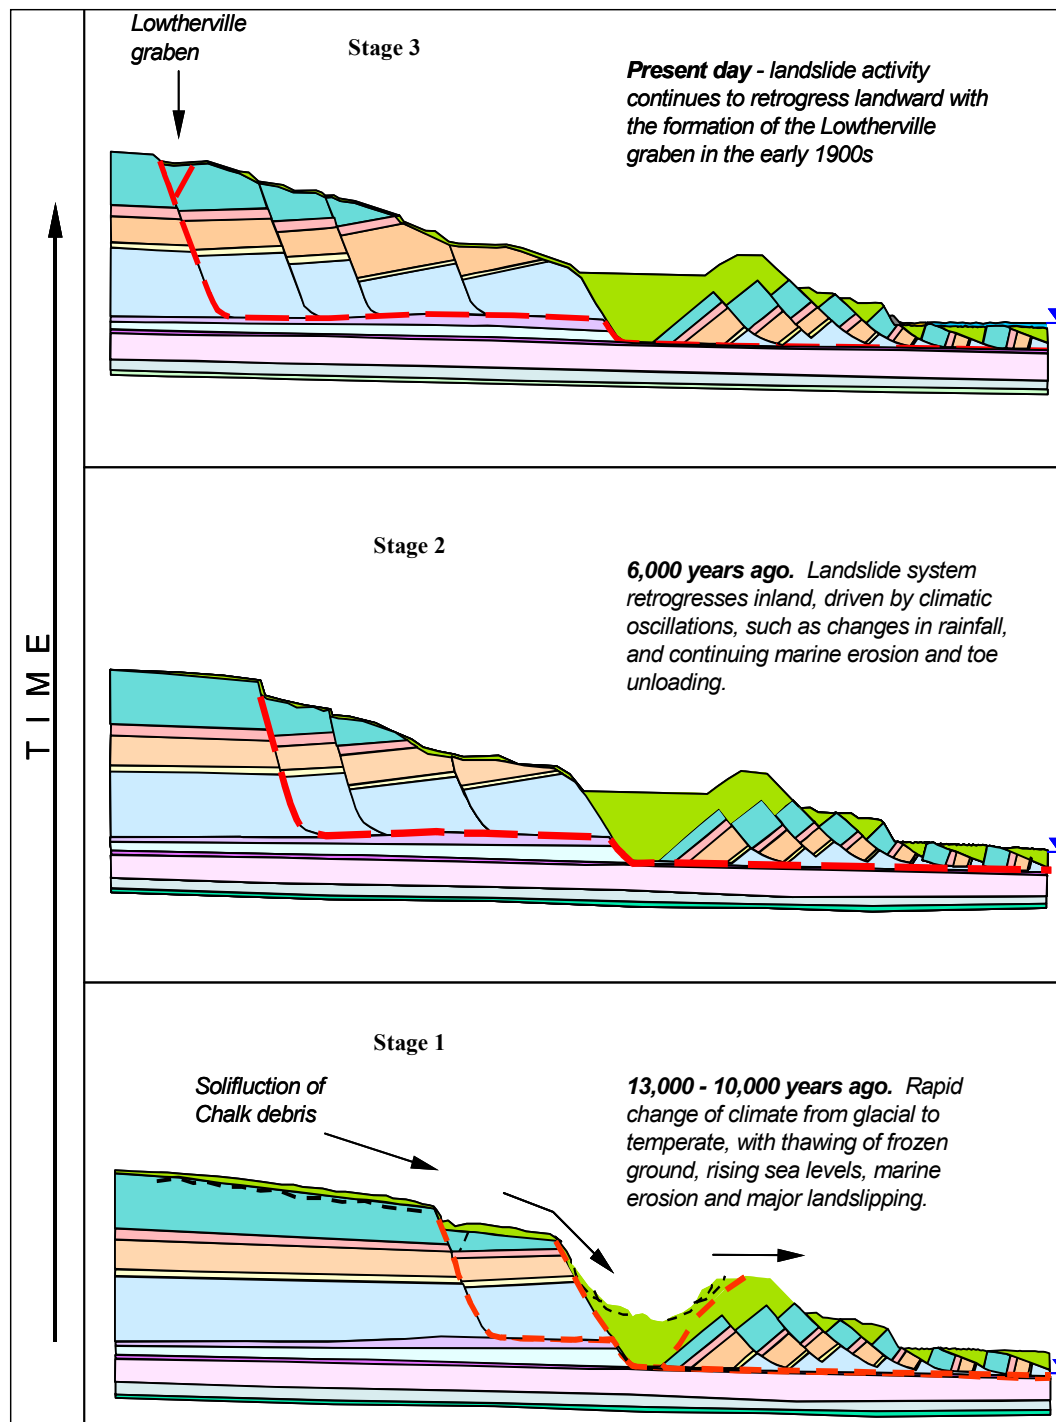 Lowtherville
graben
Stage 3
Present day - landslide activity
continues to retrogress landward with
the formation of the Lowtherville
graben in the early 1900s
TIME
Stage 2
6,000 years ago. Landslide system
retrogresses inland, driven by climatic
oscillations, such as changes in rainfall,
and continuing marine erosion and toe
unloading.
Stage 1
Solifluction of
Chalk debris
13,000 - 10,000 years ago. Rapid
change of climate from glacial to
temperate, with thawing of frozen
ground, rising sea levels, marine
erosion and major landslipping.